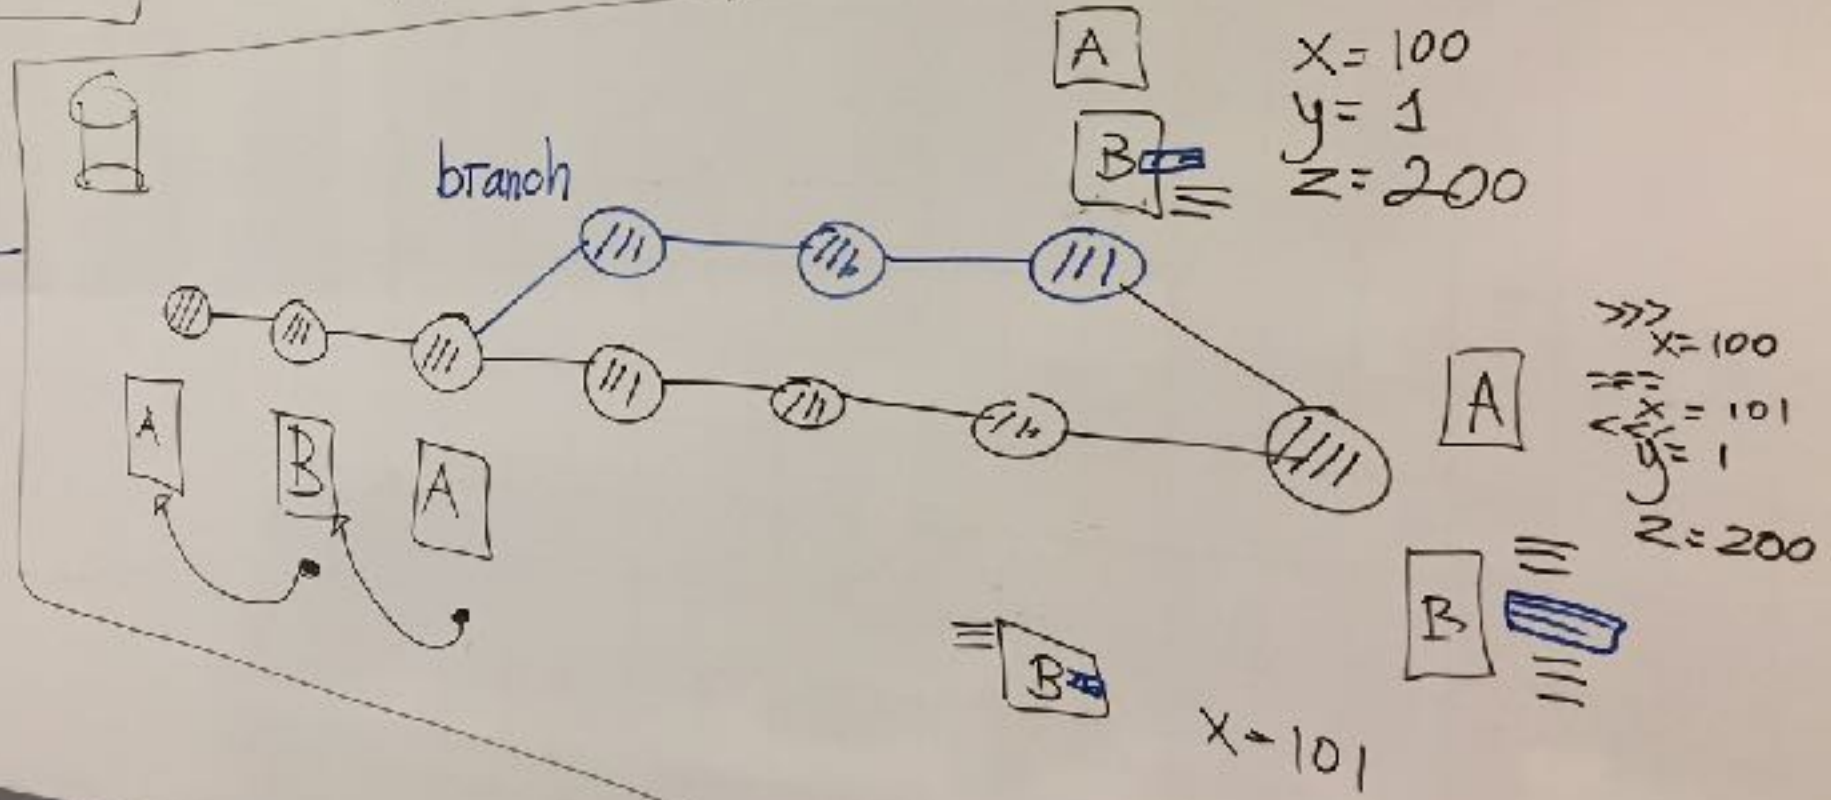 A
x= 100
y= 1
B
z= 200
branch
>>>
x= 100
===
A
x = 101
<<<
y= 1
z= 200
A
B
A
B
B
x = 101